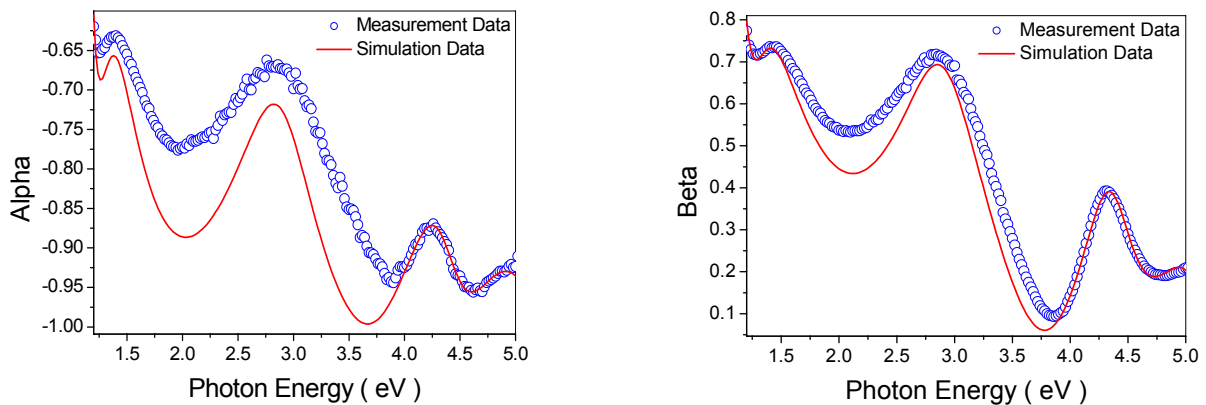 Measurement Data
Simulation Data
-0.65
-0.70
-0.75
-0.80
-0.85
-0.90
-0.95
-1.00
Alpha
1.5 2.0 2.5 3.0 3.5 4.0 4.5 5.0
Photon Energy ( eV )
Measurement Data
Simulation Data
0.8
0.7
0.6
0.5
0.4
0.3
0.2
0.1
Beta
1.5 2.0 2.5 3.0 3.5 4.0 4.5 5.0
Photon Energy ( eV )